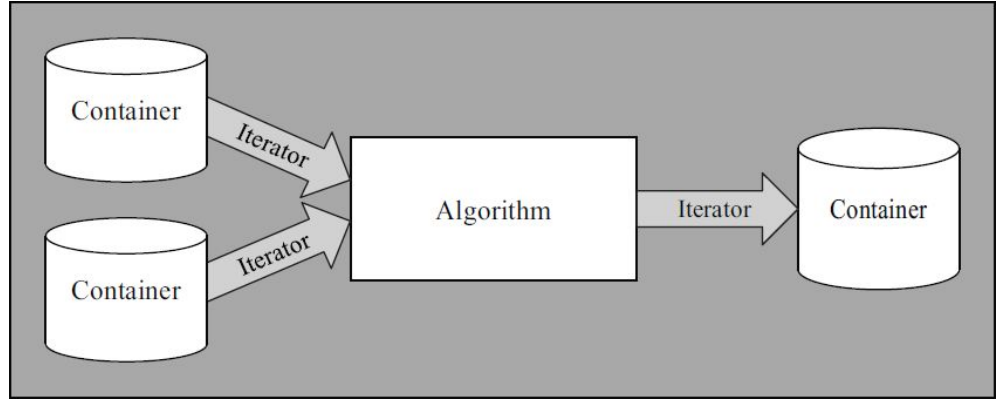 Container
Iterator
Container
Iterator
Algorithm
Iterator
Container